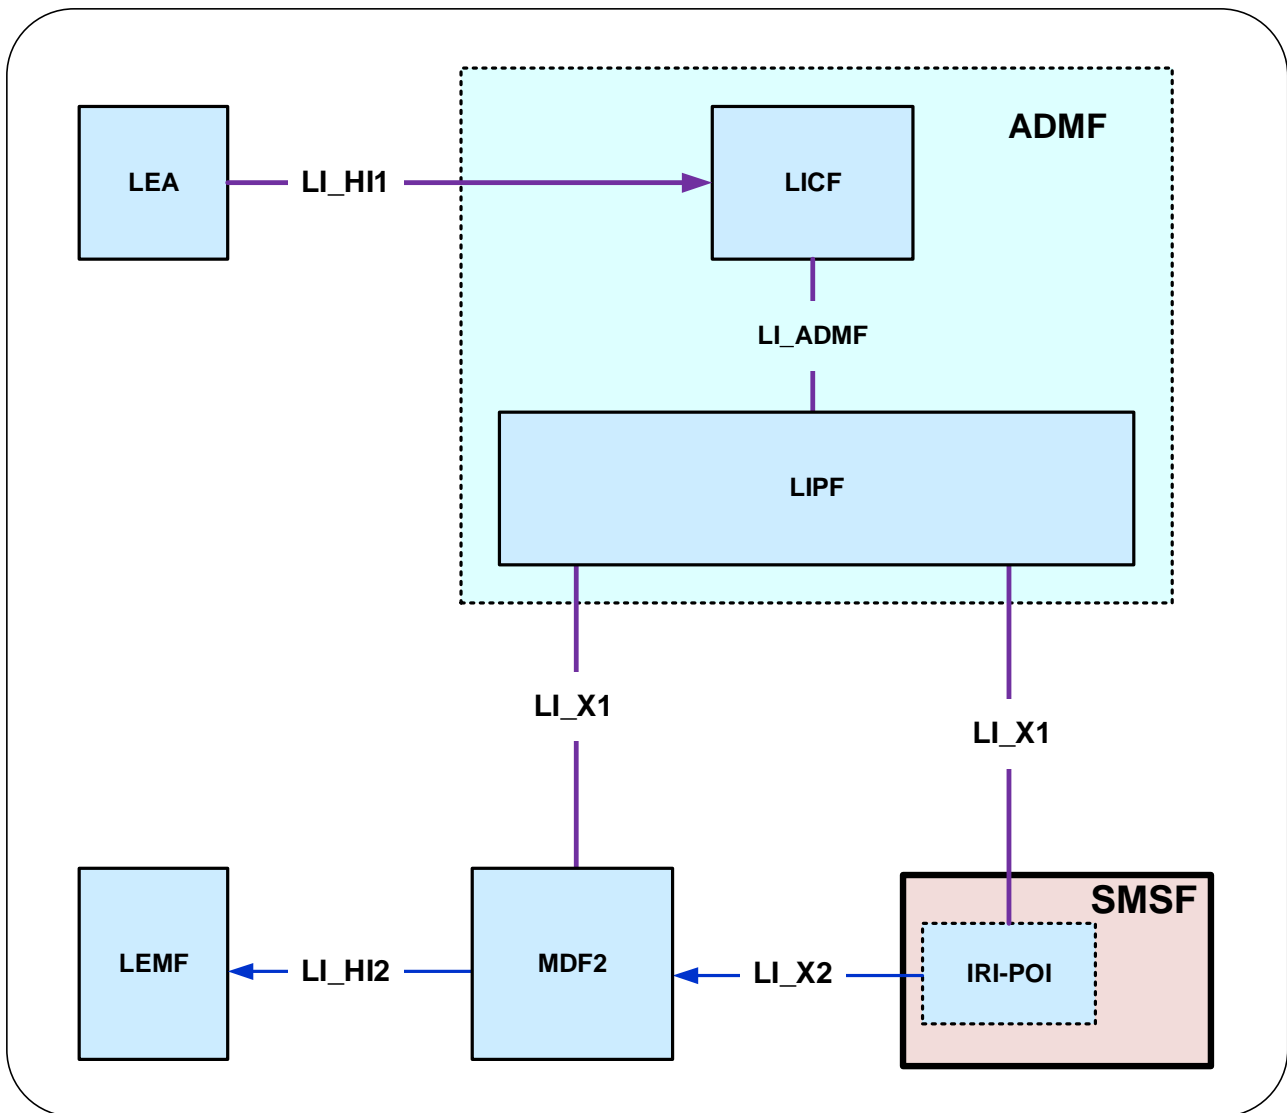 ADMF
LEA
LI_HI1
LICF
LI_ADMF
LIPF
LI_X1
LI_X1
SMSF
LEMF
LI_HI2
MDF2
LI_X2
IRI-POI